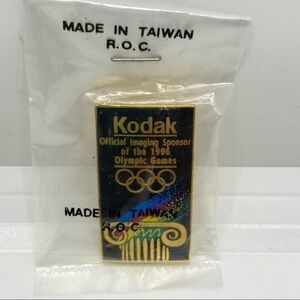 MADE IN TAIWAN
R.O.C.
Kodak
Official Imaging Sponsor
of the 1996
Olympic Games
MADE IN TAIWAN
R.O.C.